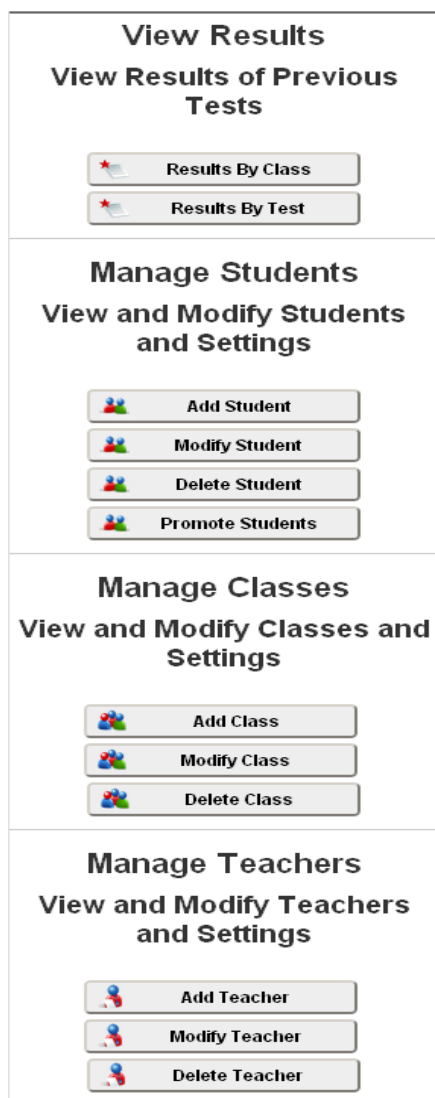 View Results
View Results of Previous
Tests
Results By Class
Results By Test
Manage Students
View and Modify Students
and Settings
Add Student
Modify Student
Delete Student
Promote Students
Manage Classes
View and Modify Classes and
Settings
Add Class
Modify Class
Delete Class
Manage Teachers
View and Modify Teachers
and Settings
Add Teacher
Modify Teacher
Delete Teacher